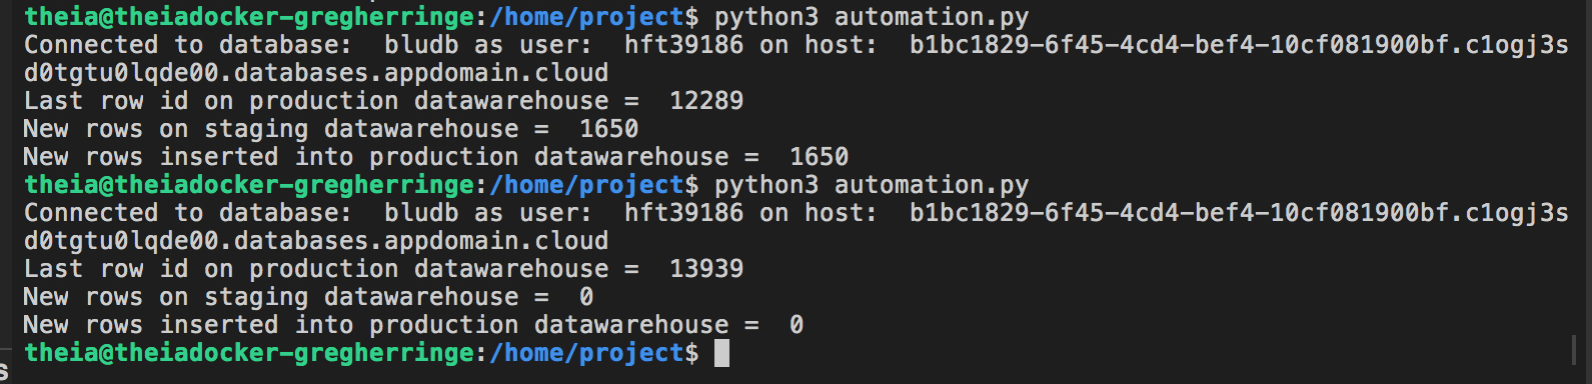 theia@theiadocker-gregherringe:/home/project$ python3 automation.py
Connected to database:  bludb as user:  hft39186 on host:  b1bc1829-6f45-4cd4-bef4-10cf081900bf.c1ogj3s
d0tgtu0lqde00.databases.appdomain.cloud
Last row id on production datawarehouse =  12289
New rows on staging datawarehouse =  1650
New rows inserted into production datawarehouse =  1650
theia@theiadocker-gregherringe:/home/project$ python3 automation.py
Connected to database:  bludb as user:  hft39186 on host:  b1bc1829-6f45-4cd4-bef4-10cf081900bf.c1ogj3s
d0tgtu0lqde00.databases.appdomain.cloud
Last row id on production datawarehouse =  13939
New rows on staging datawarehouse =  0
New rows inserted into production datawarehouse =  0
theia@theiadocker-gregherringe:/home/project$
s